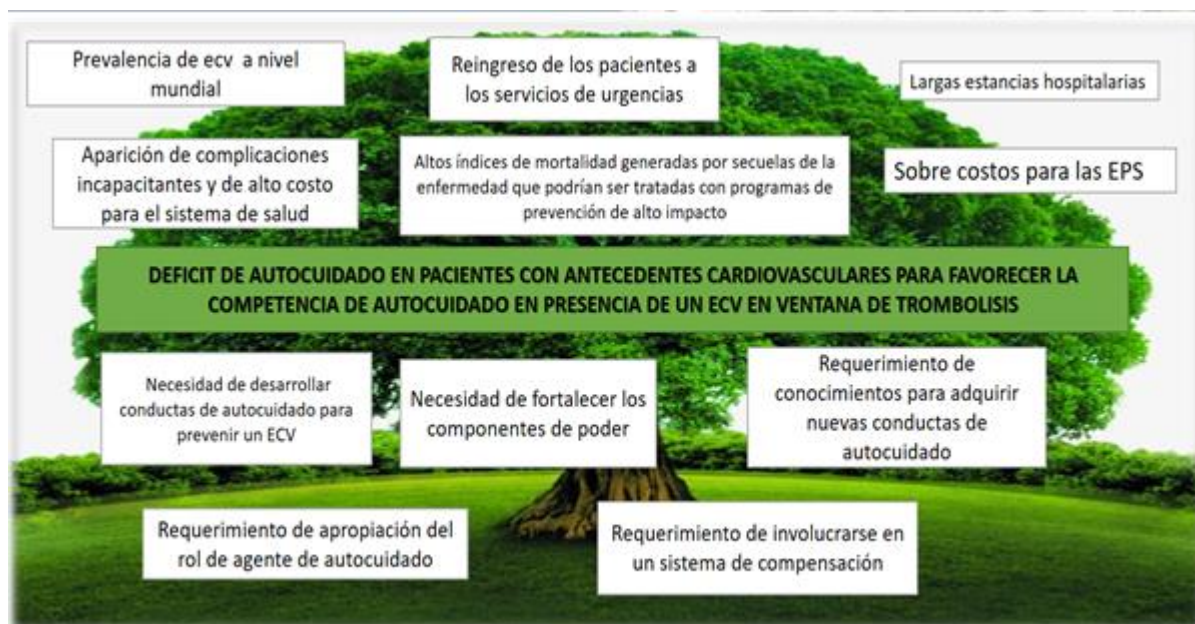 Prevalencia de ecv a nivel
mundial
Reingreso de los pacientes a
los servicios de urgencias
Largas estancias hospitalarias
Aparición de complicaciones
incapacitantes y de alto costo
para el sistema de salud
Altos índices de mortalidad generadas por secuelas de la
enfermedad que podrían ser tratadas con programas de
prevención de alto impacto
Sobre costos para las EPS
DEFICIT DE AUTOCUIDADO EN PACIENTES CON ANTECEDENTES CARDIOVASCULARES PARA FAVORECER LA
COMPETENCIA DE AUTOCUIDADO EN PRESENCIA DE UN ECV EN VENTANA DE TROMBOLISIS
Necesidad de desarrollar
conductas de autocuidado para
prevenir un ECV
Necesidad de fortalecer los
componentes de poder
Requerimiento de
conocimientos para adquirir
nuevas conductas de
autocuidado
Requerimiento de apropiación del
rol de agente de autocuidado
Requerimiento de involucrarse en
un sistema de compensación